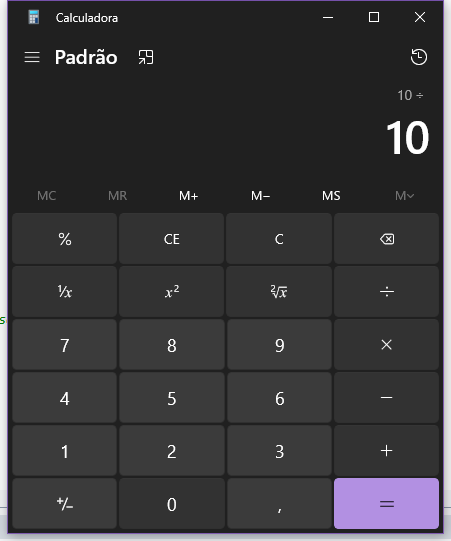 Calculadora
Padrão
10 ÷
10
MC MR M+ M− MS M
% CE C
¹/x x² ²√x ÷
7 8 9 ×
4 5 6 −
s
1 2 3 +
+/− 0 , =